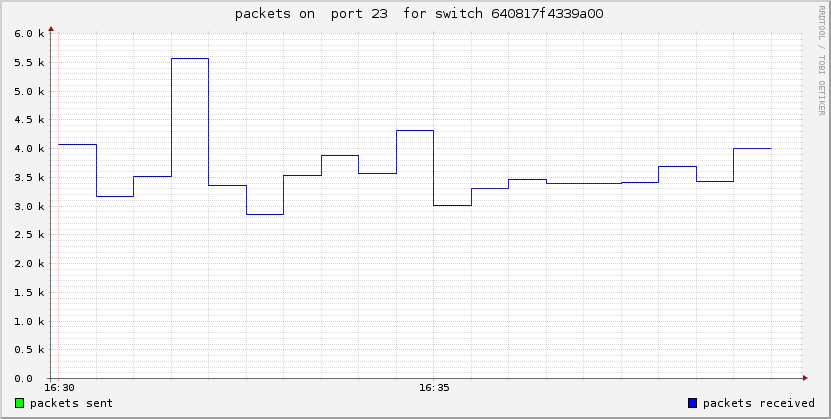 packets on  port 23  for switch 640817f4339a00
RRDTOOL / TOBI OETIKER
6.0 k
5.5 k
5.0 k
4.5 k
4.0 k
3.5 k
3.0 k
2.5 k
2.0 k
1.5 k
1.0 k
0.5 k
0.0
16:30 16:35
packets sent packets received